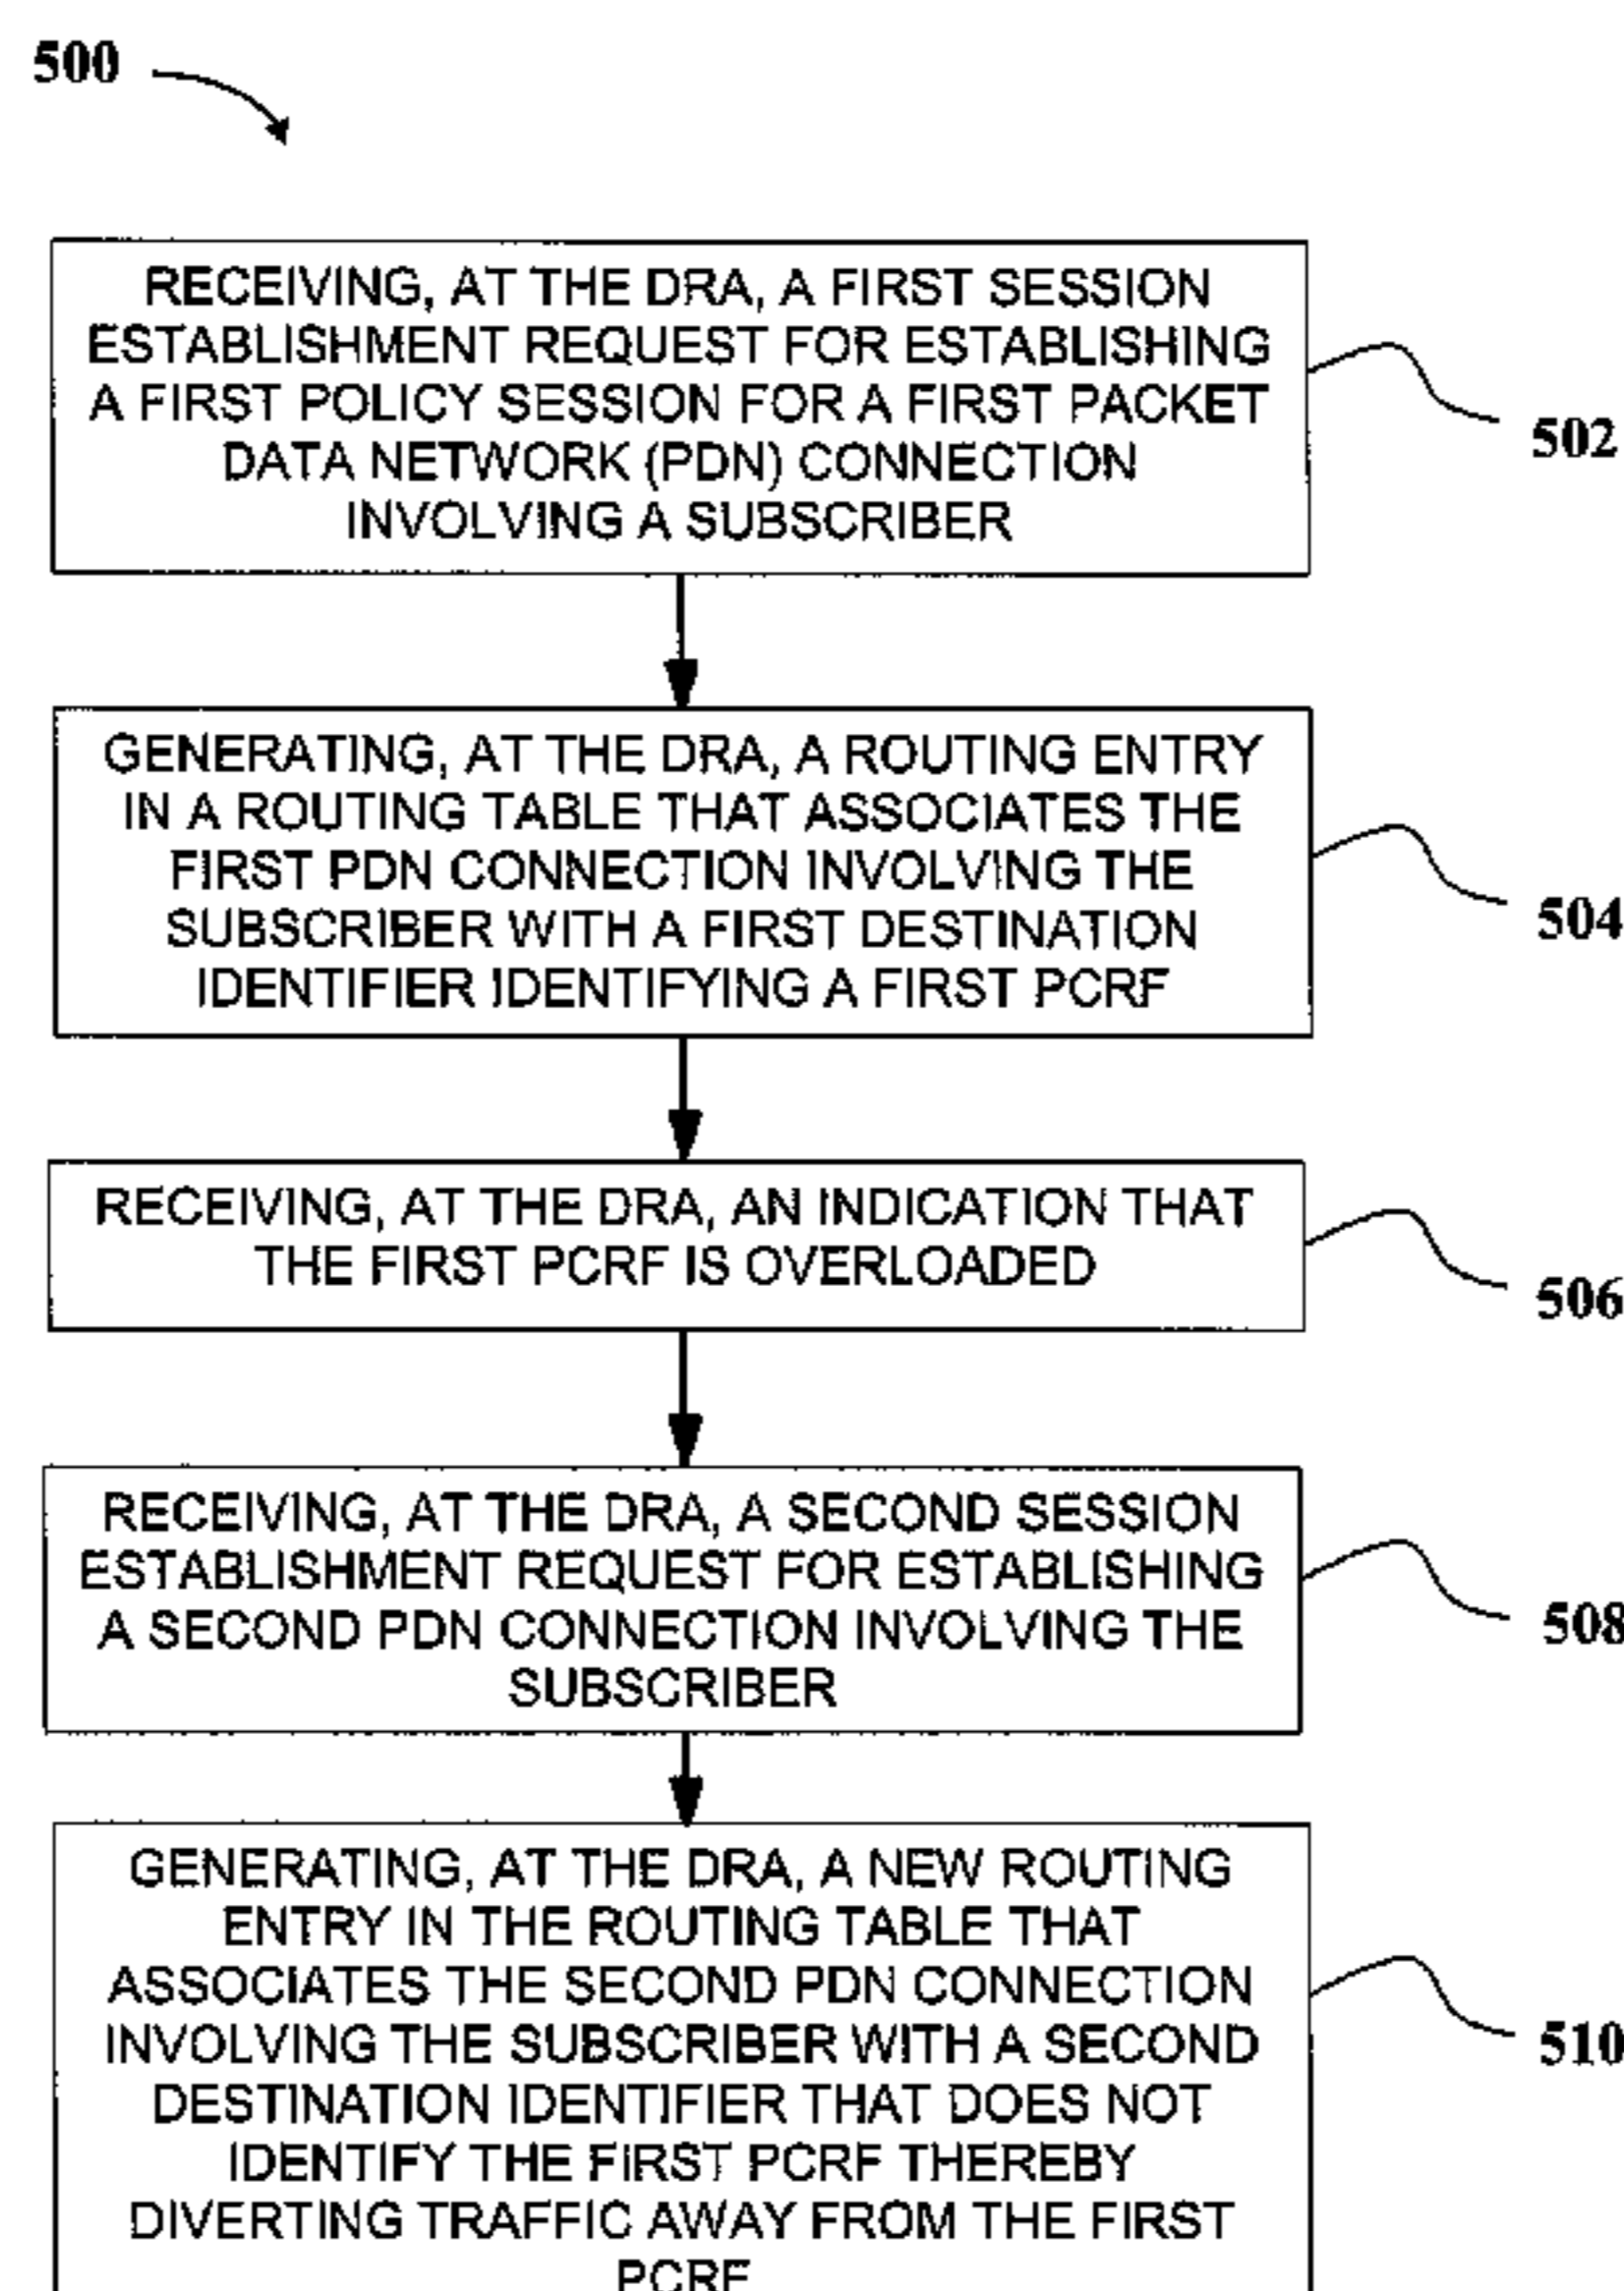 500
RECEIVING, AT THE DRA, A FIRST SESSION
ESTABLISHMENT REQUEST FOR ESTABLISHING
A FIRST POLICY SESSION FOR A FIRST PACKET
DATA NETWORK (PDN) CONNECTION
INVOLVING A SUBSCRIBER
502
GENERATING, AT THE DRA, A ROUTING ENTRY
IN A ROUTING TABLE THAT ASSOCIATES THE
FIRST PDN CONNECTION INVOLVING THE
SUBSCRIBER WITH A FIRST DESTINATION
IDENTIFIER IDENTIFYING A FIRST PCRF
504
RECEIVING, AT THE DRA, AN INDICATION THAT
THE FIRST PCRF IS OVERLOADED
506
RECEIVING, AT THE DRA, A SECOND SESSION
ESTABLISHMENT REQUEST FOR ESTABLISHING
A SECOND PDN CONNECTION INVOLVING THE
SUBSCRIBER
508
GENERATING, AT THE DRA, A NEW ROUTING
ENTRY IN THE ROUTING TABLE THAT
ASSOCIATES THE SECOND PDN CONNECTION
INVOLVING THE SUBSCRIBER WITH A SECOND
DESTINATION IDENTIFIER THAT DOES NOT
IDENTIFY THE FIRST PCRF THEREBY
DIVERTING TRAFFIC AWAY FROM THE FIRST
PCRF
510